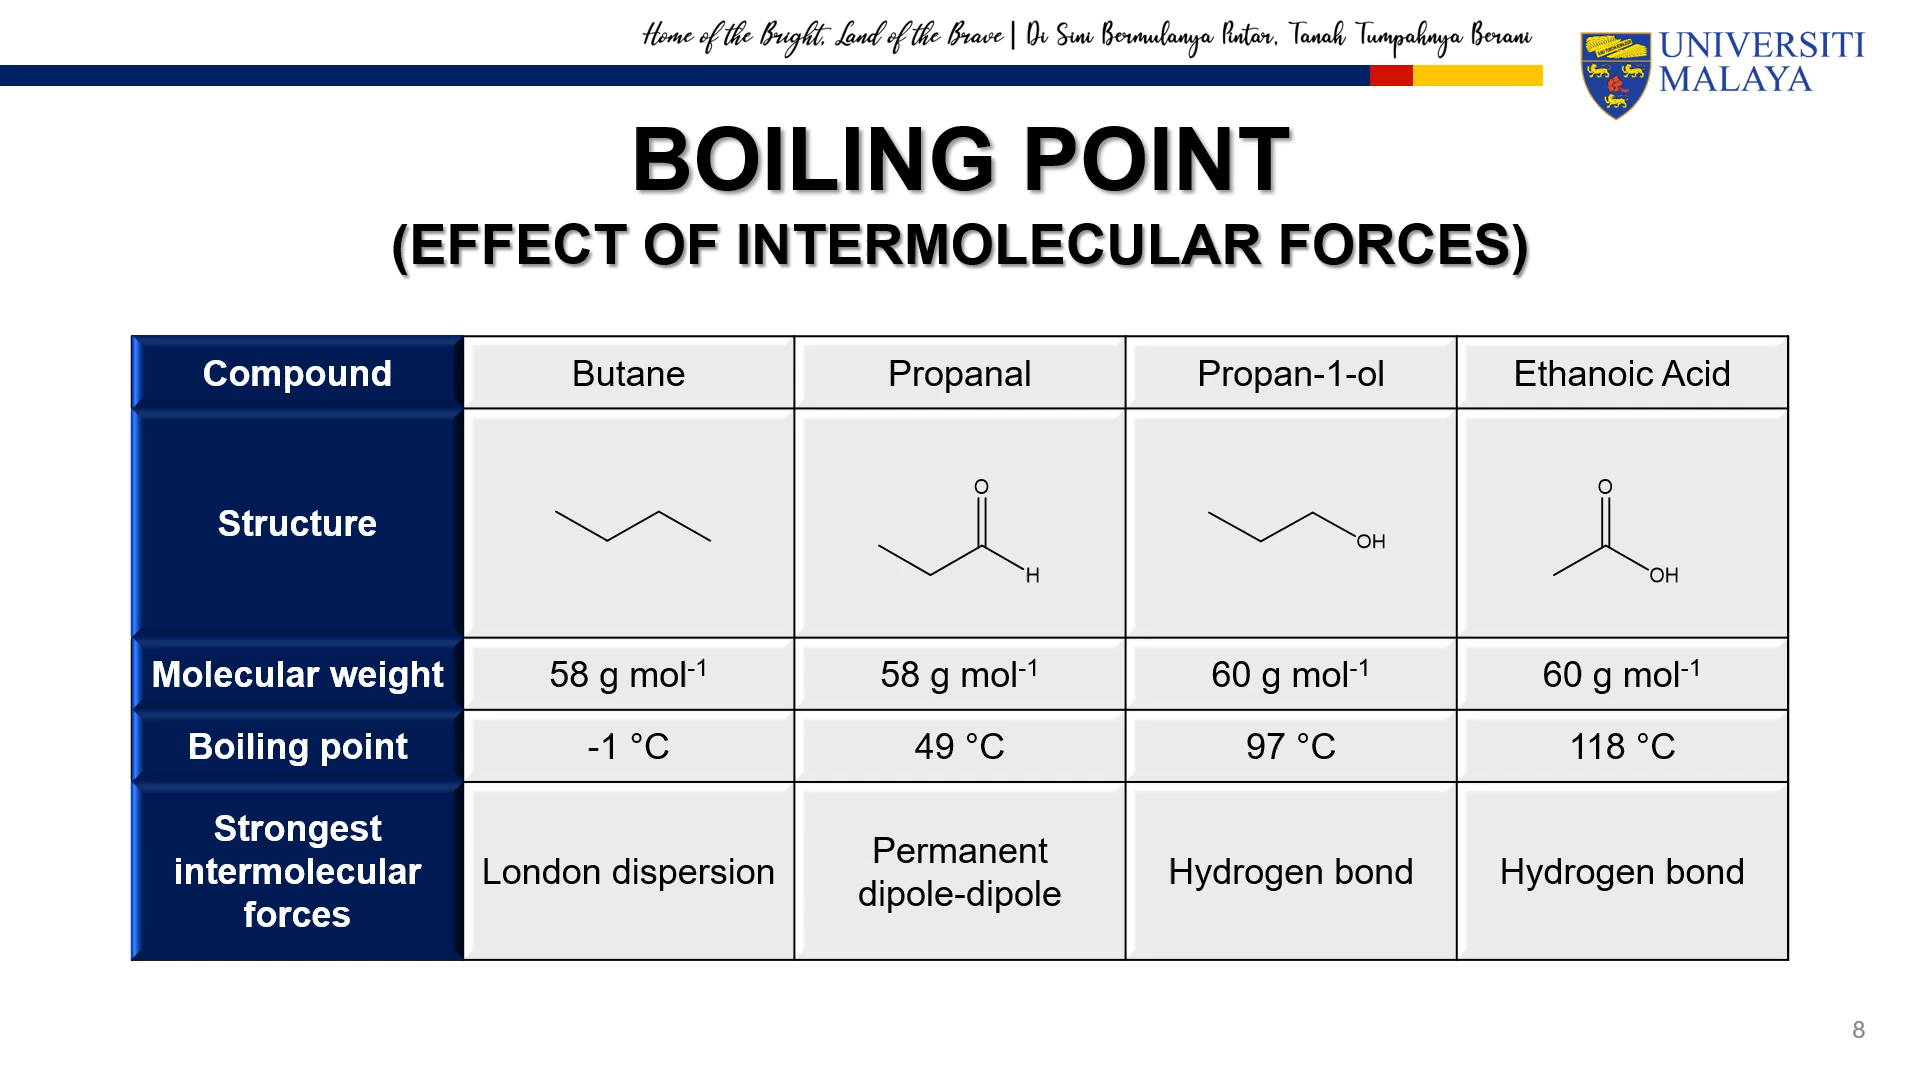 Home of the Bright, Land of the Brave | Di Sini Bermulanya Pintar, Tanah Tumpahnya Berani
UNIVERSITI
MALAYA
BOILING POINT
(EFFECT OF INTERMOLECULAR FORCES)
Compound Butane Propanal Propan-1-ol Ethanoic Acid
Structure
O
H
OH
O
OH
Molecular weight 58 g mol⁻¹ 58 g mol⁻¹ 60 g mol⁻¹ 60 g mol⁻¹
Boiling point -1 °C 49 °C 97 °C 118 °C
Strongest
intermolecular
forces
London dispersion
Permanent
dipole-dipole
Hydrogen bond
Hydrogen bond
8